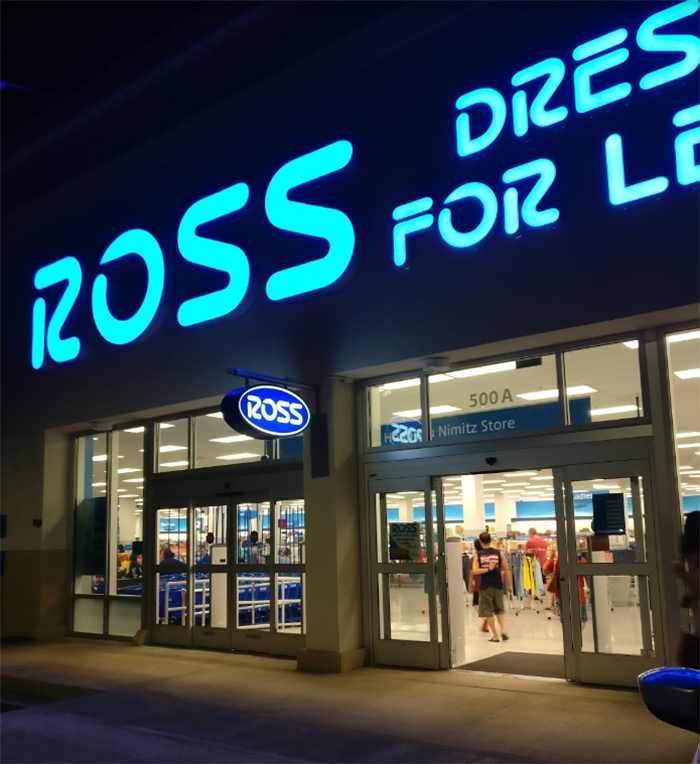 ROSS
DRES
FOR LE
ROSS
500 A
Nimitz Store
ROSS